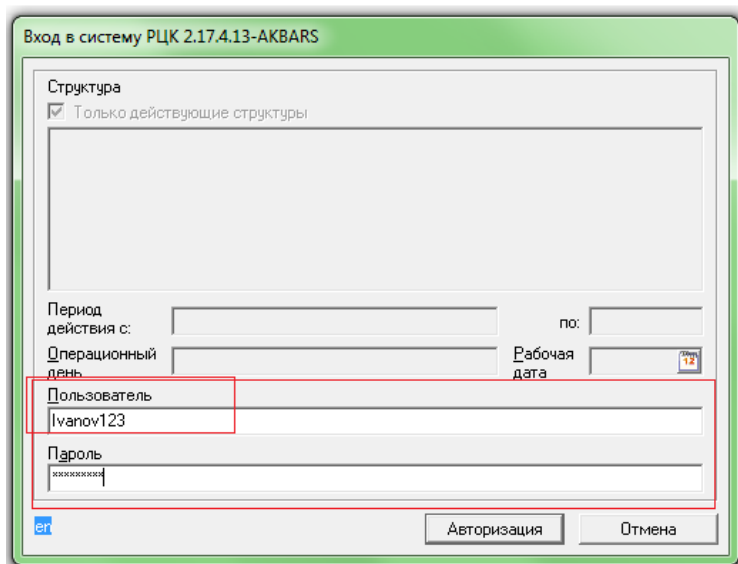 Вход в систему РЦК 2.17.4.13-AKBARS
Структура
Только действующие структуры
Период
действия с:
по:
Операционный
день
Рабочая
дата
12
Пользователь
Ivanov123
Пароль
*********
en
Авторизация
Отмена